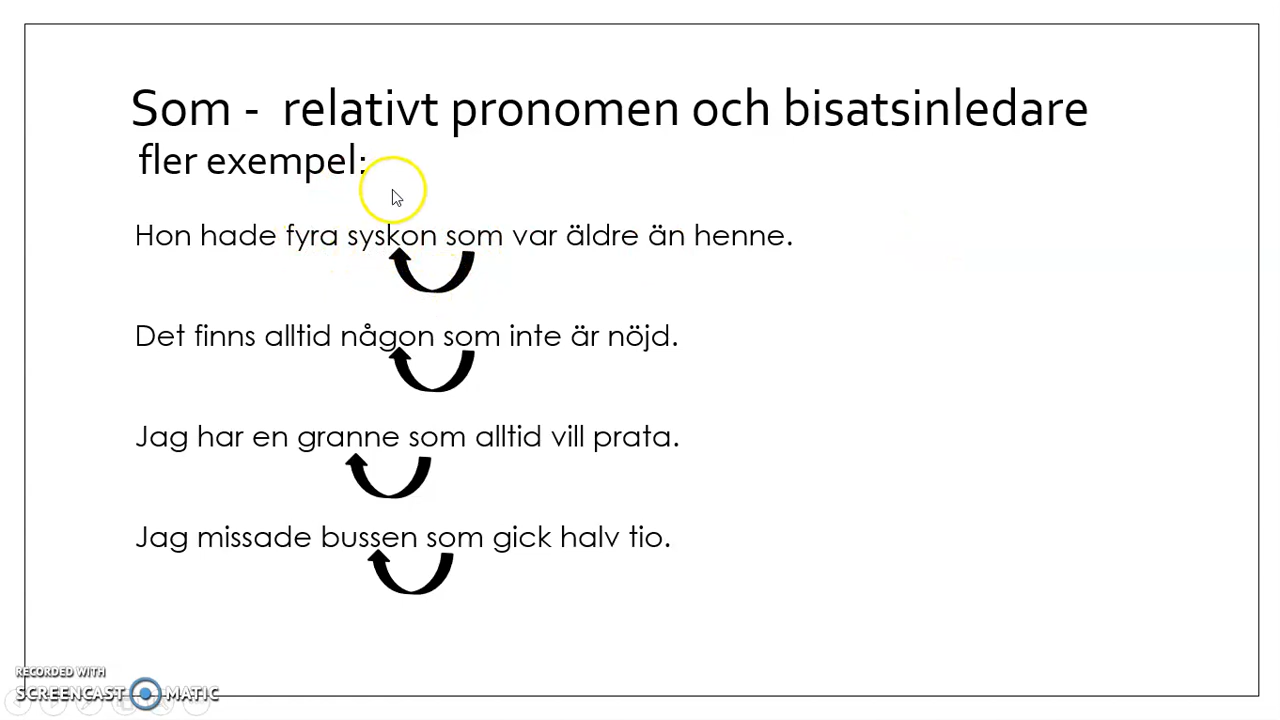 Som - relativt pronomen och bisatsinledare
fler exempel:
Hon hade fyra syskon som var äldre än henne.
Det finns alltid någon som inte är nöjd.
Jag har en granne som alltid vill prata.
Jag missade bussen som gick halv tio.
RECORDED WITH
SCREENCAST MATIC